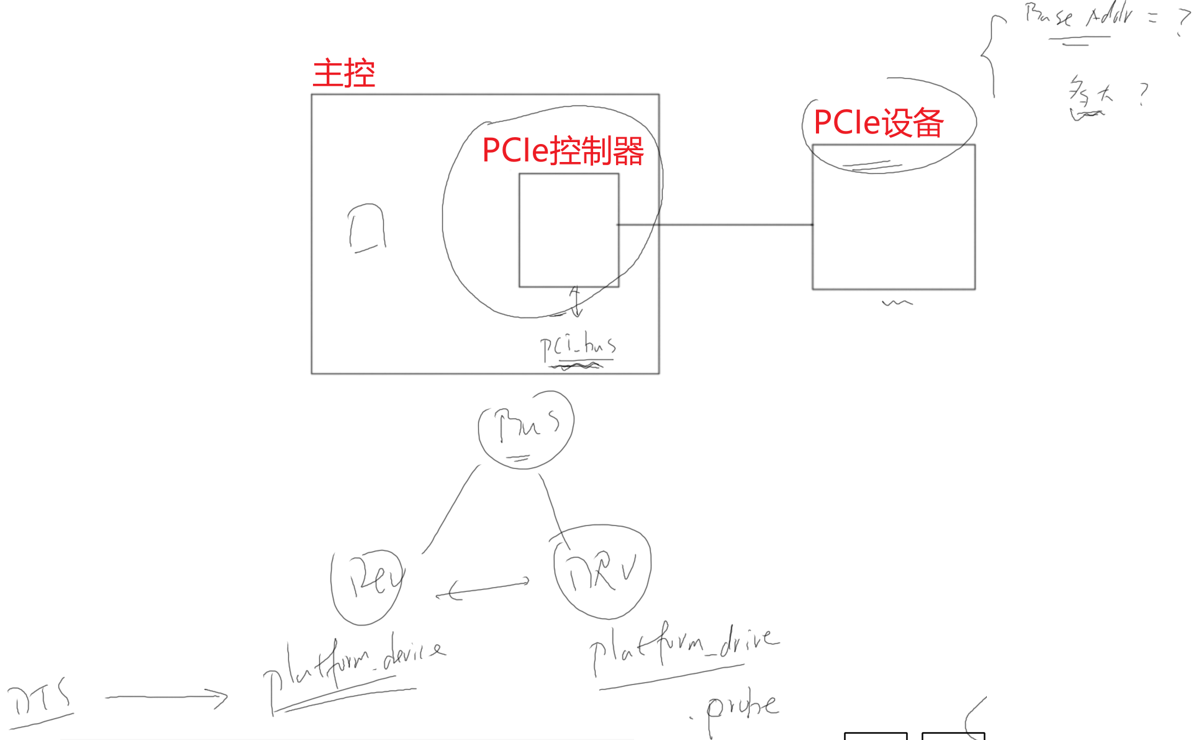 Base Addr = ?
多大 ?
主控
PCIe控制器
PCIe设备
pci_bus
Bus
Dev
DRV
platform_device
platform_drive
DTS
.probe